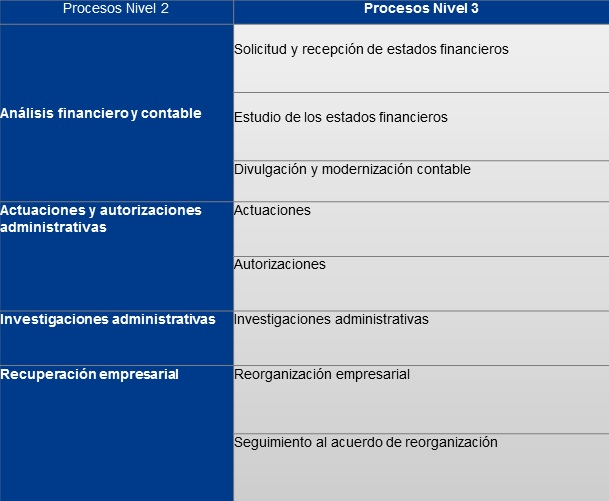 Procesos Nivel 2
Procesos Nivel 3
Análisis financiero y contable
Solicitud y recepción de estados financieros
Estudio de los estados financieros
Divulgación y modernización contable
Actuaciones y autorizaciones
administrativas
Actuaciones
Autorizaciones
Investigaciones administrativas
Investigaciones administrativas
Recuperación empresarial
Reorganización empresarial
Seguimiento al acuerdo de reorganización